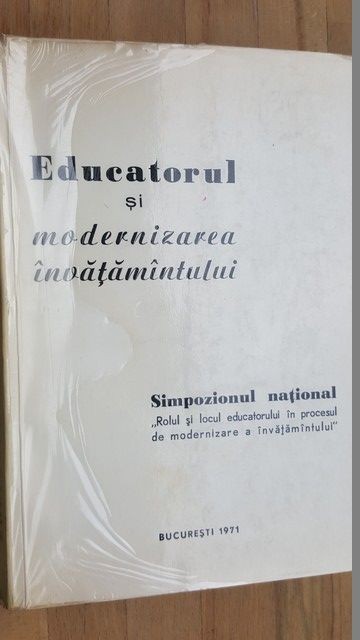 Educatorul
și
modernizarea
învățămîntului
Simpozionul național
„Rolul și locul educatorului în procesul
de modernizare a învățămîntului"
BUCUREȘTI 1971